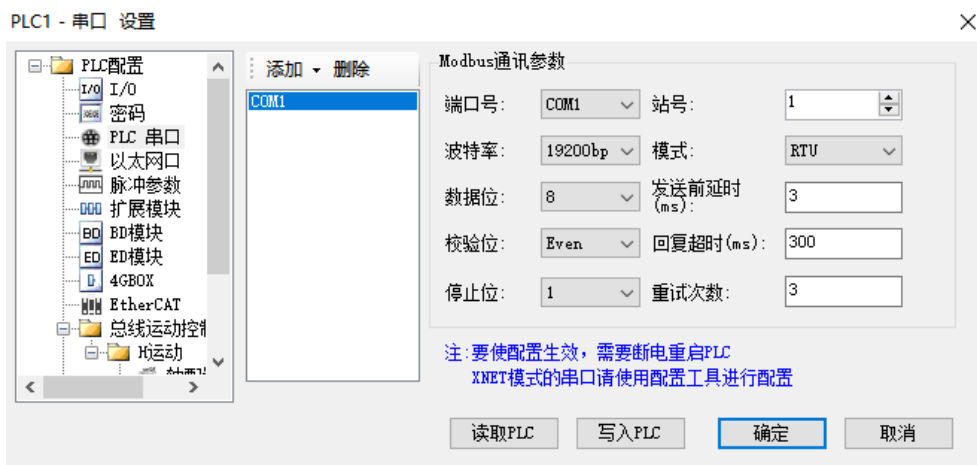 PLC1 - 串口 设置
PLC配置
I/O I/O
密码
PLC 串口
以太网口
脉冲参数
扩展模块
BD BD模块
ED ED模块
4GBOX
EtherCAT
总线运动控制
H运动
添加 删除
COM1
Modbus通讯参数
端口号: COM1 站号: 1
波特率: 19200bp 模式: RTU
数据位: 8 发送前延时(ms): 3
校验位: Even 回复超时(ms): 300
停止位: 1 重试次数: 3
注:要使配置生效，需要断电重启PLC
XNET模式的串口请使用配置工具进行配置
读取PLC 写入PLC 确定 取消